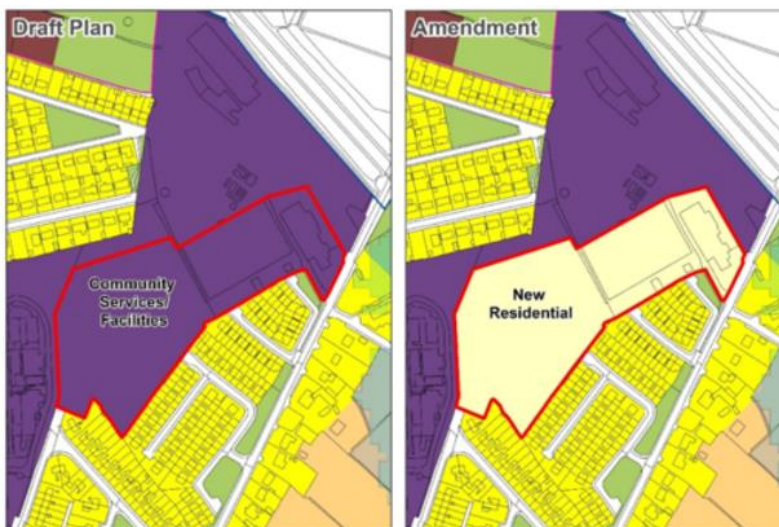 Draft Plan
Community
Services/
Facilities
Amendment
New
Residential